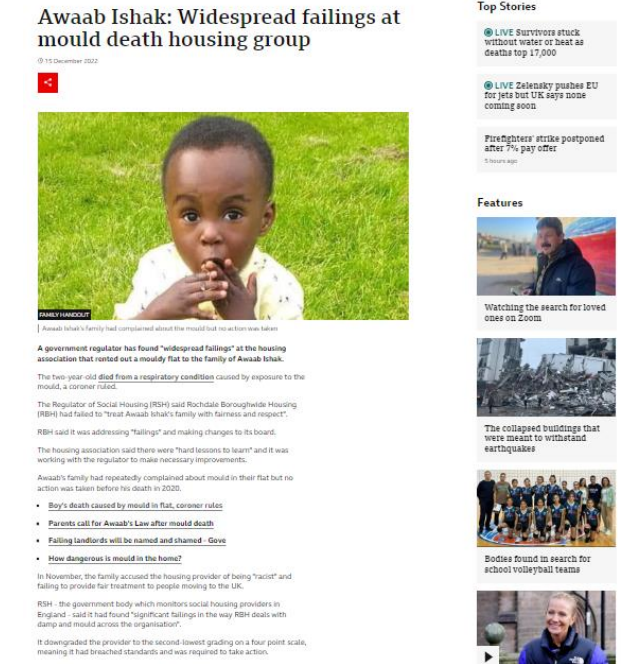 Awaab Ishak: Widespread failings at
mould death housing group
15 December 2022
FAMILY HANDOUT
Awaab Ishak's family had complained about the mould but no action was taken
A government regulator has found "widespread failings" at the housing
association that rented out a mouldy flat to the family of Awaab Ishak.
The two-year-old died from a respiratory condition caused by exposure to the
mould, a coroner ruled.
The Regulator of Social Housing (RSH) said Rochdale Boroughwide Housing
(RBH) had failed to "treat Awaab Ishak's family with fairness and respect".
RBH said it was addressing "failings" and making changes to its board.
The housing association said there were "hard lessons to learn" and it was
working with the regulator to make necessary improvements.
Awaab's family had repeatedly complained about mould in their flat but no
action was taken before his death in 2020.
• Boy's death caused by mould in flat, coroner rules
• Parents call for Awaab's Law after mould death
• Failing landlords will be named and shamed - Gove
• How dangerous is mould in the home?
In November, the family accused the housing provider of being "racist" and
failing to provide fair treatment to people moving to the UK.
RSH - the government body which monitors social housing providers in
England - said it had found "significant failings in the way RBH deals with
damp and mould across the organisation".
It downgraded the provider to the second-lowest grading on a four point scale,
meaning it had breached standards and was required to take action.
Top Stories
LIVE Survivors stuck
without water or heat as
deaths top 17,000
LIVE Zelensky pushes EU
for jets but UK says none
coming soon
Firefighters' strike postponed
after 7% pay offer
5 hours ago
Features
Watching the search for loved
ones on Zoom
The collapsed buildings that
were meant to withstand
earthquakes
Bodies found in search for
school volleyball teams